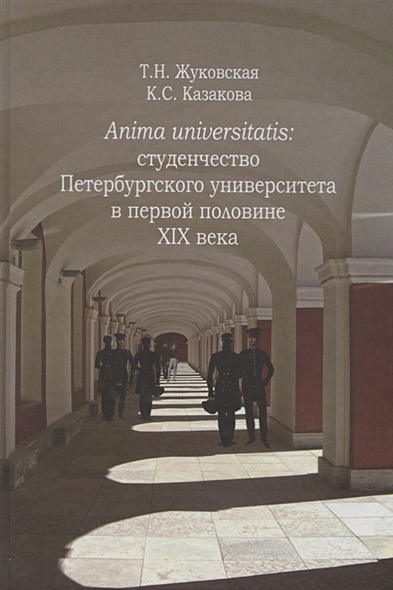 Т.Н. Жуковская
К.С. Казакова
Anima universitatis:
студенчество
Петербургского университета
в первой половине
XIX века